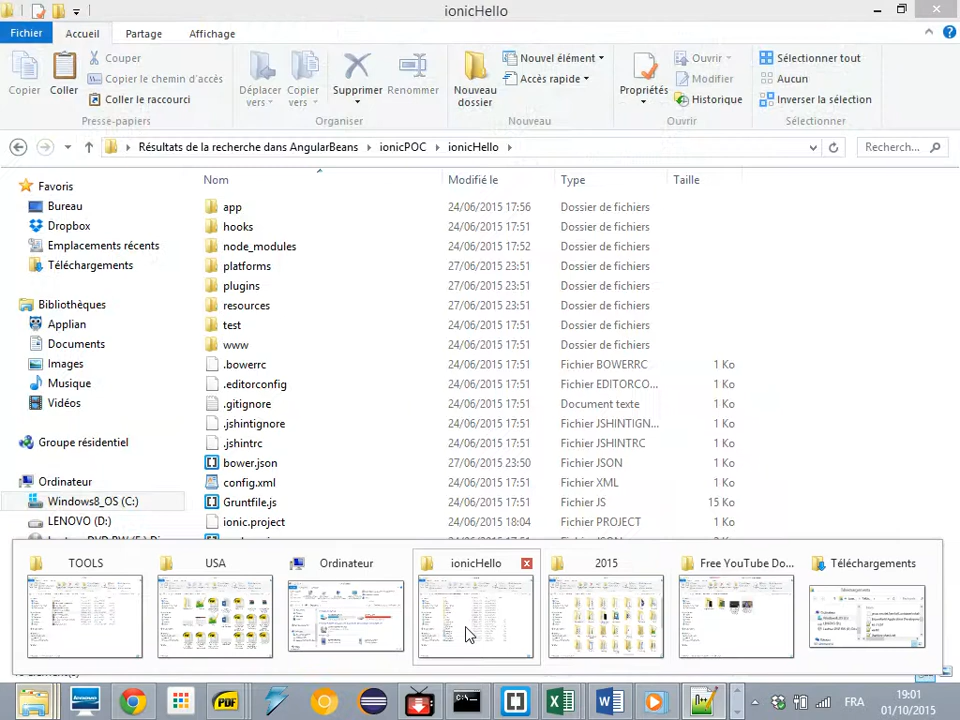 ionicHello
Fichier Accueil Partage Affichage
Copier Coller Couper Copier le chemin d'accès Coller le raccourci Déplacer vers Copier vers Supprimer Renommer Nouveau dossier Nouvel élément Accès rapide Propriétés Ouvrir Modifier Historique Sélectionner tout Aucun Inverser la sélection
Presse-papiers Organiser Nouveau Ouvrir Sélectionner
Résultats de la recherche dans AngularBeans ionicPOC ionicHello Recherch...
Nom Modifié le Type Taille
Favoris
Bureau
Dropbox
Emplacements récents
Téléchargements
Bibliothèques
Applian
Documents
Images
Musique
Vidéos
Groupe résidentiel
Ordinateur
Windows8_OS (C:)
LENOVO (D:)
app 24/06/2015 17:56 Dossier de fichiers
hooks 24/06/2015 17:51 Dossier de fichiers
node_modules 24/06/2015 17:52 Dossier de fichiers
platforms 27/06/2015 23:51 Dossier de fichiers
plugins 27/06/2015 23:51 Dossier de fichiers
resources 27/06/2015 23:51 Dossier de fichiers
test 24/06/2015 17:51 Dossier de fichiers
www 24/06/2015 17:51 Dossier de fichiers
.bowerrc 24/06/2015 17:51 Fichier BOWERRC 1 Ko
.editorconfig 24/06/2015 17:51 Fichier EDITORCO... 1 Ko
.gitignore 24/06/2015 17:51 Document texte 1 Ko
.jshintignore 24/06/2015 17:51 Fichier JSHINTIGN... 1 Ko
.jshintrc 24/06/2015 17:51 Fichier JSHINTRC 1 Ko
bower.json 27/06/2015 23:50 Fichier JSON 1 Ko
config.xml 24/06/2015 17:51 Fichier XML 1 Ko
Gruntfile.js 24/06/2015 17:51 Fichier JS 15 Ko
ionic.project 24/06/2015 18:04 Fichier PROJECT 1 Ko
TOOLS USA Ordinateur ionicHello 2015 Free YouTube Do... Téléchargements
PDF
FRA
19:01
01/10/2015